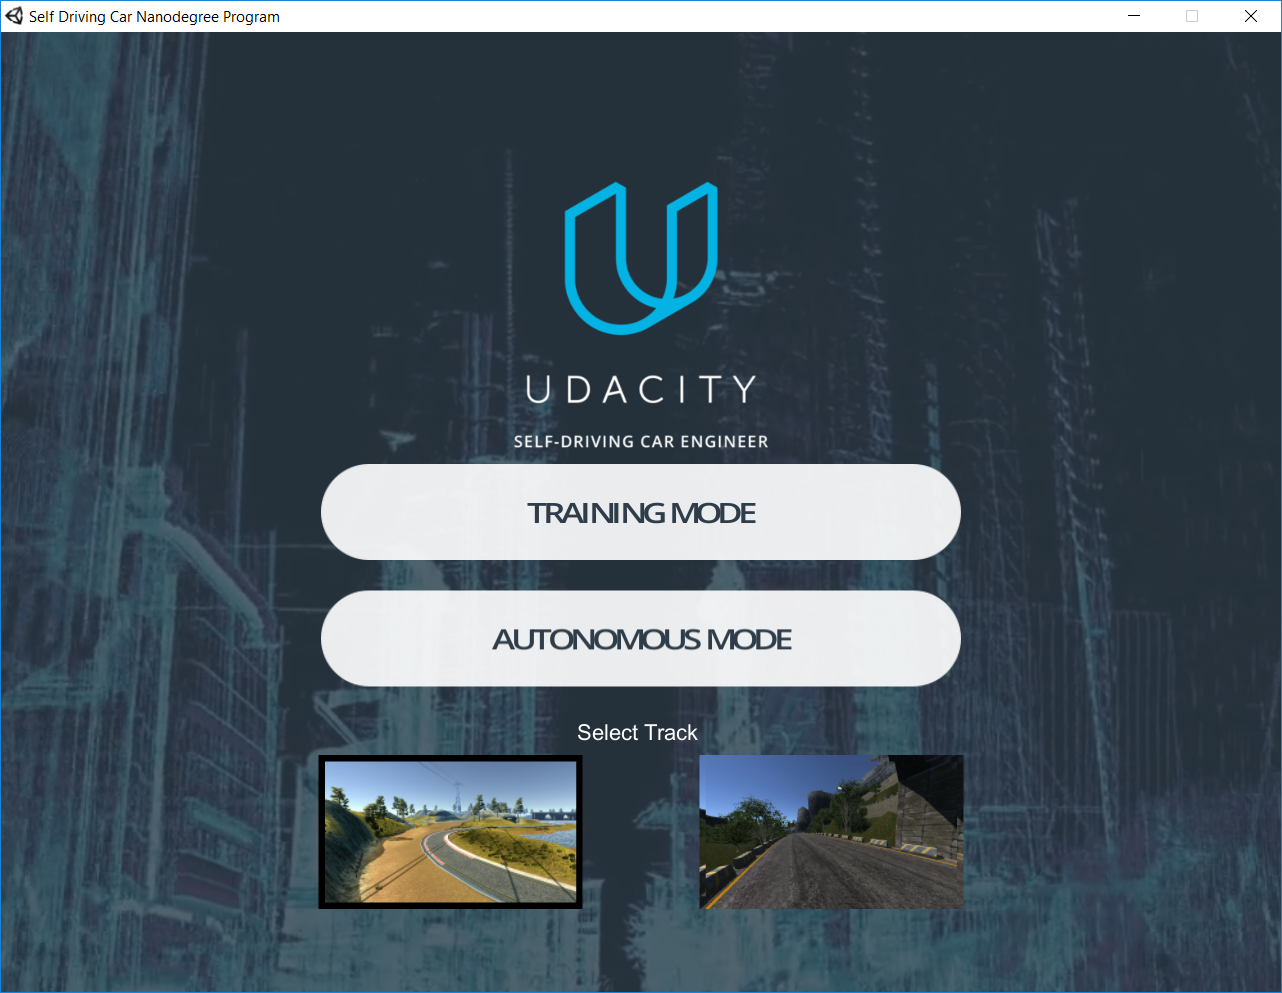 Self Driving Car Nanodegree Program
UDACITY
SELF-DRIVING CAR ENGINEER
TRAINING MODE
AUTONOMOUS MODE
Select Track